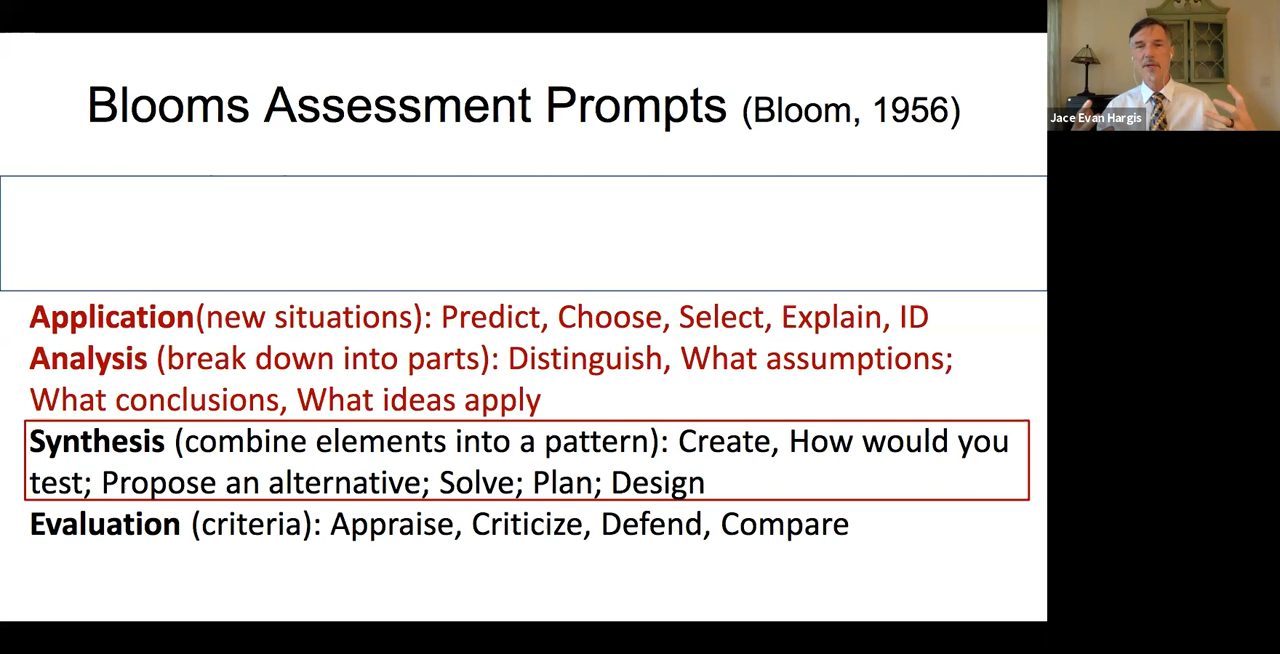 Blooms Assessment Prompts (Bloom, 1956)
Jace Evan Hargis
Application(new situations): Predict, Choose, Select, Explain, ID
Analysis (break down into parts): Distinguish, What assumptions;
What conclusions, What ideas apply
Synthesis (combine elements into a pattern): Create, How would you
test; Propose an alternative; Solve; Plan; Design
Evaluation (criteria): Appraise, Criticize, Defend, Compare